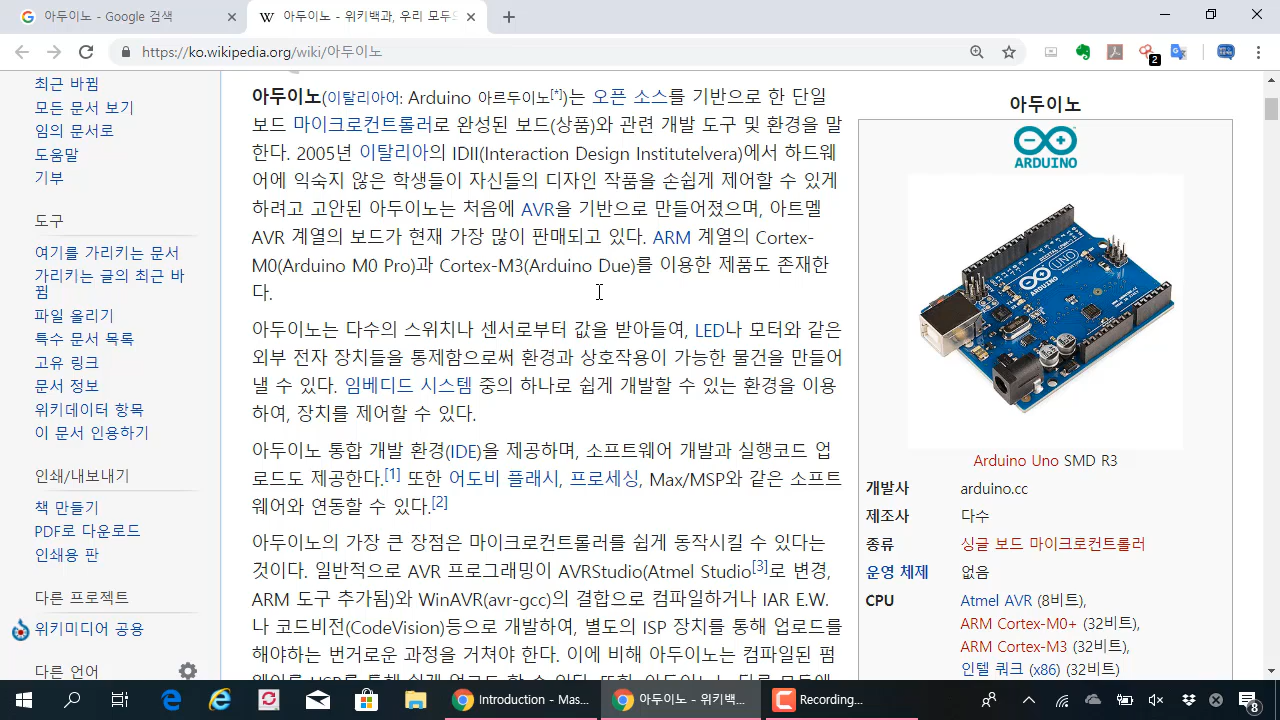 아두이노 - Google 검색
아두이노 - 위키백과, 우리 모두의
https://ko.wikipedia.org/wiki/아두이노
2
최근 바뀜
모든 문서 보기
임의 문서로
도움말
기부
도구
여기를 가리키는 문서
가리키는 글의 최근 바
뀜
파일 올리기
특수 문서 목록
고유 링크
문서 정보
위키데이터 항목
이 문서 인용하기
인쇄/내보내기
책 만들기
PDF로 다운로드
인쇄용 판
다른 프로젝트
위키미디어 공용
다른 언어
아두이노(이탈리아어: Arduino 아르두이노[*])는 오픈 소스를 기반으로 한 단일
보드 마이크로컨트롤러로 완성된 보드(상품)와 관련 개발 도구 및 환경을 말
한다. 2005년 이탈리아의 IDII(Interaction Design Institutelvera)에서 하드웨
어에 익숙지 않은 학생들이 자신들의 디자인 작품을 손쉽게 제어할 수 있게
하려고 고안된 아두이노는 처음에 AVR을 기반으로 만들어졌으며, 아트멜
AVR 계열의 보드가 현재 가장 많이 판매되고 있다. ARM 계열의 Cortex-
M0(Arduino M0 Pro)과 Cortex-M3(Arduino Due)를 이용한 제품도 존재한
다.
아두이노는 다수의 스위치나 센서로부터 값을 받아들여, LED나 모터와 같은
외부 전자 장치들을 통제함으로써 환경과 상호작용이 가능한 물건을 만들어
낼 수 있다. 임베디드 시스템 중의 하나로 쉽게 개발할 수 있는 환경을 이용
하여, 장치를 제어할 수 있다.
아두이노 통합 개발 환경(IDE)을 제공하며, 소프트웨어 개발과 실행코드 업
로드도 제공한다.[1] 또한 어도비 플래시, 프로세싱, Max/MSP와 같은 소프트
웨어와 연동할 수 있다.[2]
아두이노의 가장 큰 장점은 마이크로컨트롤러를 쉽게 동작시킬 수 있다는
것이다. 일반적으로 AVR 프로그래밍이 AVRStudio(Atmel Studio[3]로 변경,
ARM 도구 추가됨)와 WinAVR(avr-gcc)의 결합으로 컴파일하거나 IAR E.W.
나 코드비전(CodeVision)등으로 개발하여, 별도의 ISP 장치를 통해 업로드를
해야하는 번거로운 과정을 거쳐야 한다. 이에 비해 아두이노는 컴파일된 펌
아두이노
ARDUINO
UNO
ARDUINO
Arduino Uno SMD R3
개발사 arduino.cc
제조사 다수
종류 싱글 보드 마이크로컨트롤러
운영 체제 없음
CPU Atmel AVR (8비트),
ARM Cortex-M0+ (32비트),
ARM Cortex-M3 (32비트),
인텔 쿼크 (x86) (32비트)
Introduction - Mas...
아두이노 - 위키백...
Recording...
8